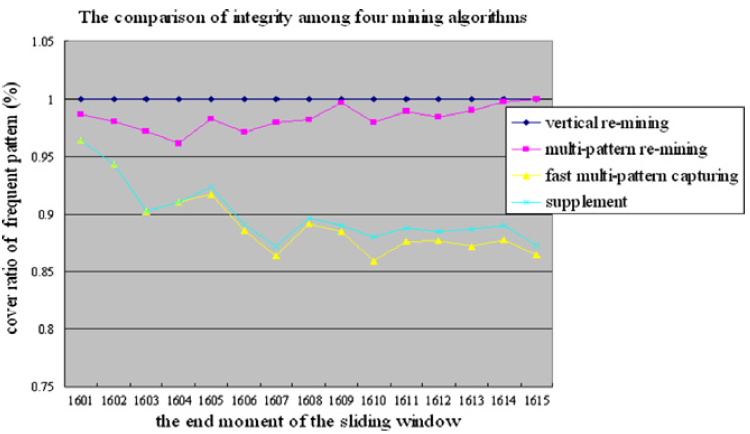 The comparison of integrity among four mining algorithms
cover ratio of frequent pattern (%)
1.05
1
0.95
0.9
0.85
0.8
0.75
1601 1602 1603 1604 1605 1606 1607 1608 1609 1610 1611 1612 1613 1614 1615
the end moment of the sliding window
vertical re-mining
multi-pattern re-mining
fast multi-pattern capturing
supplement